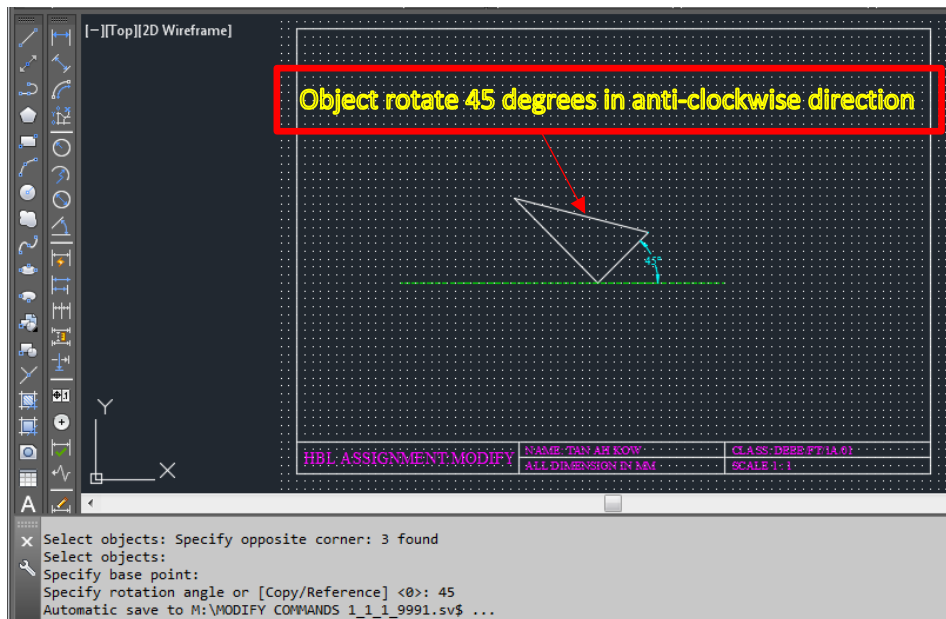 [−][Top][2D Wireframe]
Object rotate 45 degrees in anti-clockwise direction
45°
Y
X
HBL ASSIGNMENT:MODIFY
NAME: TAN AH KOW
CLASS: DEEE/FT/1A/01
ALL DIMENSION IN MM
SCALE 1 : 1
A
Select objects: Specify opposite corner: 3 found
Select objects:
Specify base point:
Specify rotation angle or [Copy/Reference] <0>: 45
Automatic save to M:\MODIFY COMMANDS 1_1_1_9991.sv$ ...